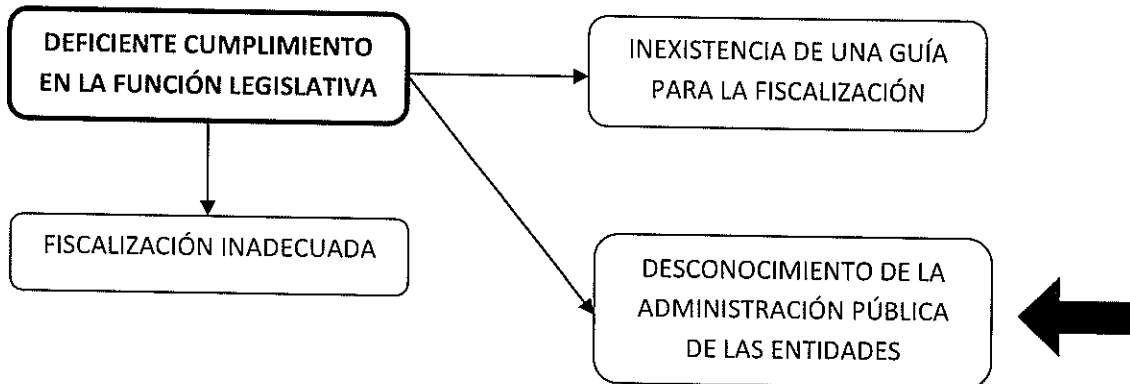 DEFICIENTE CUMPLIMIENTO
EN LA FUNCIÓN LEGISLATIVA
INEXISTENCIA DE UNA GUÍA
PARA LA FISCALIZACIÓN
FISCALIZACIÓN INADECUADA
DESCONOCIMIENTO DE LA
ADMINISTRACIÓN PÚBLICA
DE LAS ENTIDADES